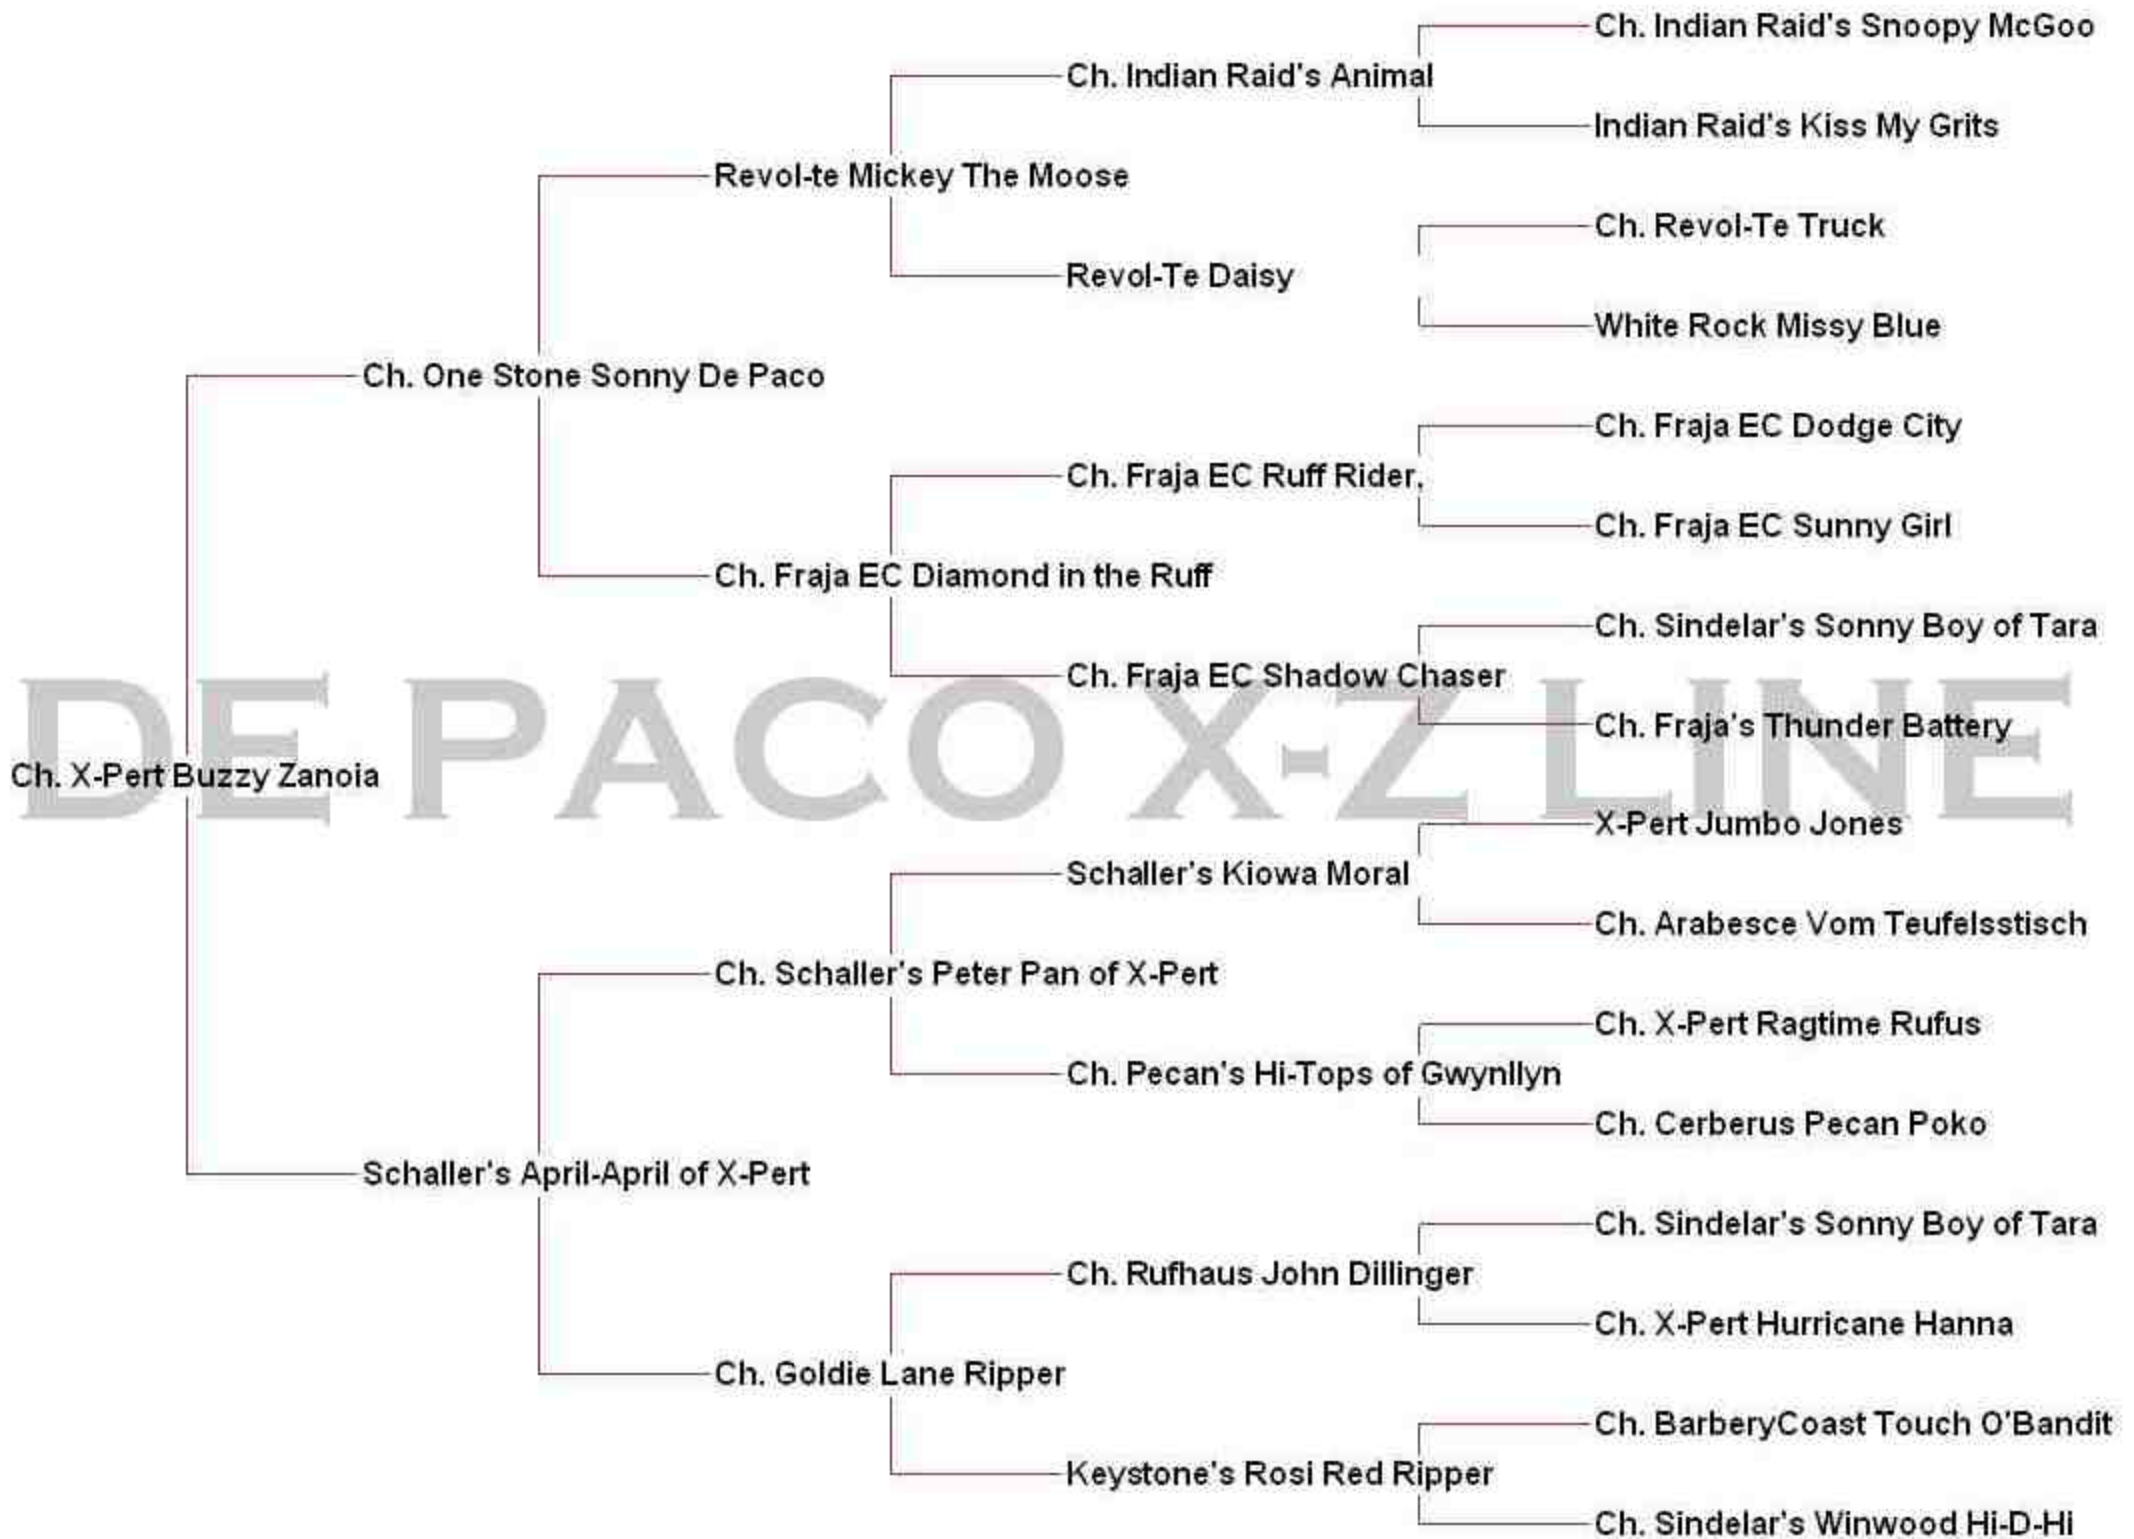 Ch. Indian Raid's Snoopy McGoo
Ch. Indian Raid's Animal
Indian Raid's Kiss My Grits
Revol-te Mickey The Moose
Ch. Revol-Te Truck
Revol-Te Daisy
White Rock Missy Blue
Ch. One Stone Sonny De Paco
Ch. Fraja EC Dodge City
Ch. Fraja EC Ruff Rider.
Ch. Fraja EC Sunny Girl
Ch. Fraja EC Diamond in the Ruff
Ch. Sindelar's Sonny Boy of Tara
Ch. Fraja EC Shadow Chaser
Ch. Fraja's Thunder Battery
DE PACO X-Z LINE
Ch. X-Pert Buzzy Zanoia
X-Pert Jumbo Jones
Schaller's Kiowa Moral
Ch. Arabesce Vom Teufelsstisch
Ch. Schaller's Peter Pan of X-Pert
Ch. X-Pert Ragtime Rufus
Ch. Pecan's Hi-Tops of Gwynllyn
Ch. Cerberus Pecan Poko
Schaller's April-April of X-Pert
Ch. Sindelar's Sonny Boy of Tara
Ch. Rufhaus John Dillinger
Ch. X-Pert Hurricane Hanna
Ch. Goldie Lane Ripper
Ch. BarberyCoast Touch O'Bandit
Keystone's Rosi Red Ripper
Ch. Sindelar's Winwood Hi-D-Hi